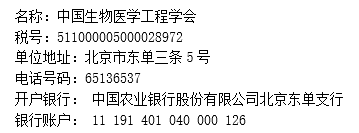 名称：中国生物医学工程学会
税号：511000005000028972
单位地址：北京市东单三条 5 号
电话号码：65136537
开户银行： 中国农业银行股份有限公司北京东单支行
银行账户： 11 191 401 040 000 126